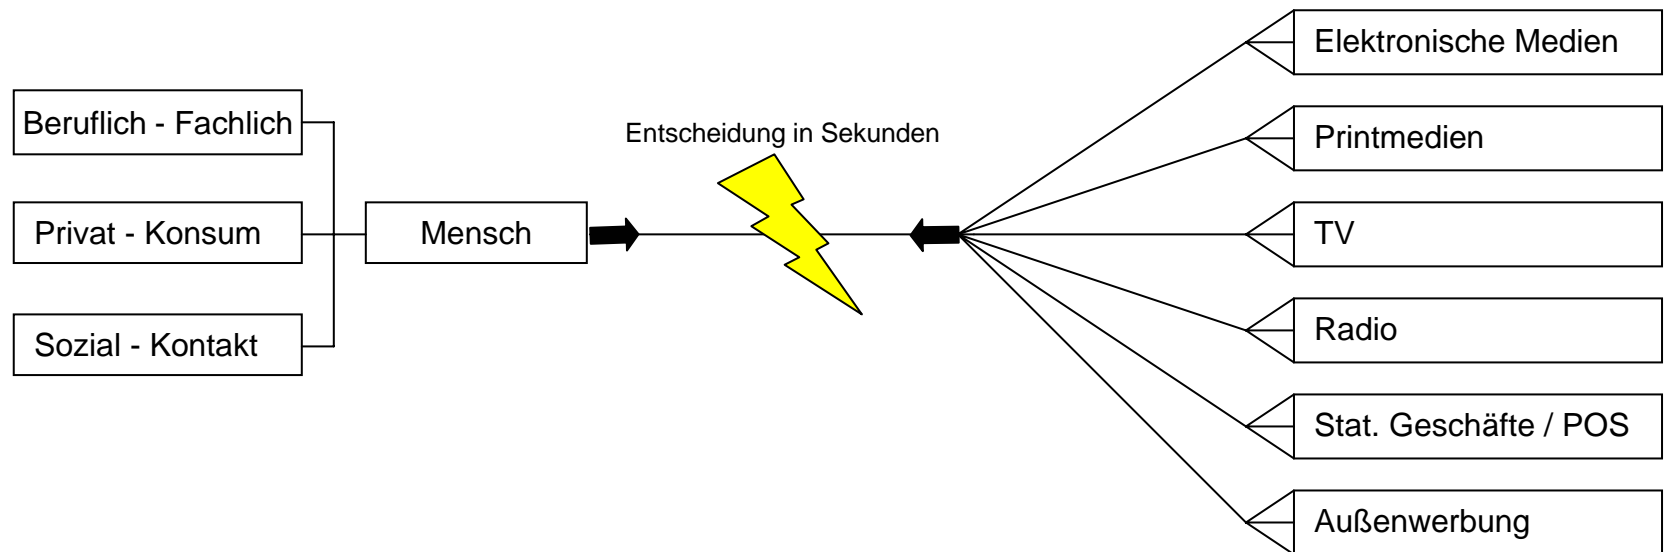 Beruflich - Fachlich
Privat - Konsum
Sozial - Kontakt
Mensch
Entscheidung in Sekunden
Elektronische Medien
Printmedien
TV
Radio
Stat. Geschäfte / POS
Außenwerbung